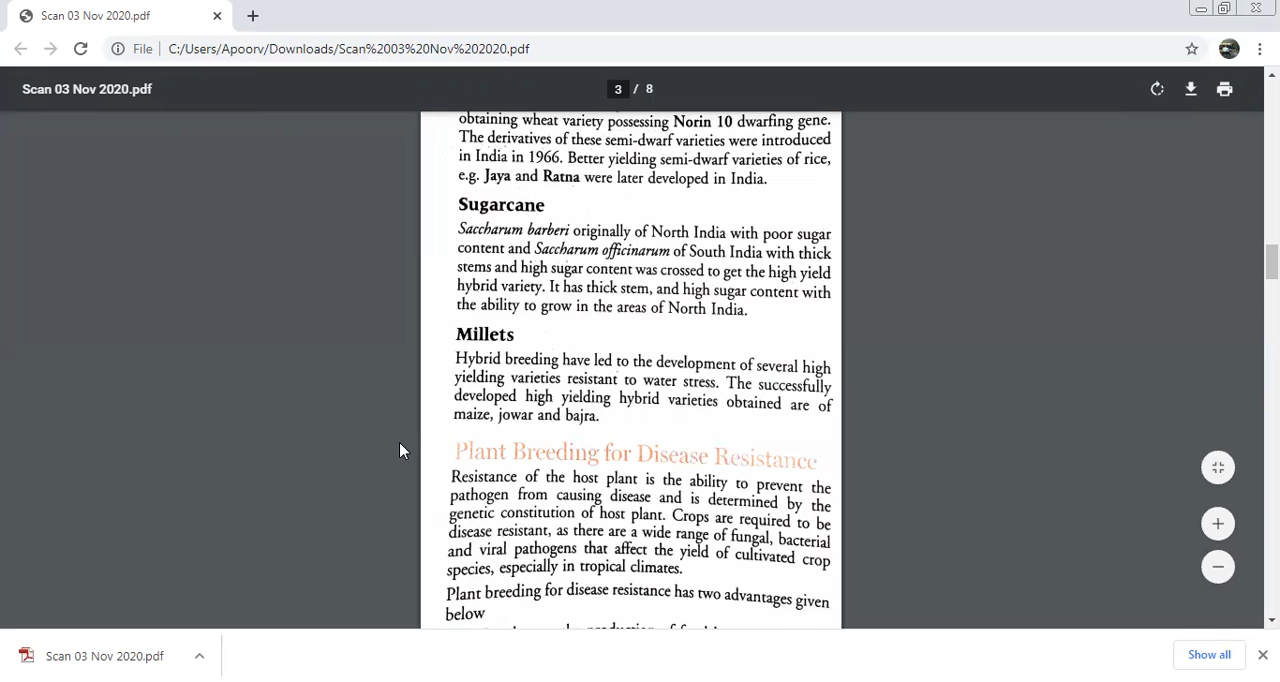 Scan 03 Nov 2020.pdf
File C:/Users/Apoorv/Downloads/Scan%2003%20Nov%202020.pdf
Scan 03 Nov 2020.pdf 3 / 8
obtaining wheat variety possessing Norin 10 dwarfing gene.
The derivatives of these semi-dwarf varieties were introduced
in India in 1966. Better yielding semi-dwarf varieties of rice,
e.g. Jaya and Ratna were later developed in India.
Sugarcane
Saccharum barberi originally of North India with poor sugar
content and Saccharum officinarum of South India with thick
stems and high sugar content was crossed to get the high yield
hybrid variety. It has thick stem, and high sugar content with
the ability to grow in the areas of North India.
Millets
Hybrid breeding have led to the development of several high
yielding varieties resistant to water stress. The successfully
developed high yielding hybrid varieties obtained are of
maize, jowar and bajra.
Plant Breeding for Disease Resistance
Resistance of the host plant is the ability to prevent the
pathogen from causing disease and is determined by the
genetic constitution of host plant. Crops are required to be
disease resistant, as there are a wide range of fungal, bacterial
and viral pathogens that affect the yield of cultivated crop
species, especially in tropical climates.
Plant breeding for disease resistance has two advantages given
below
Scan 03 Nov 2020.pdf
Show all